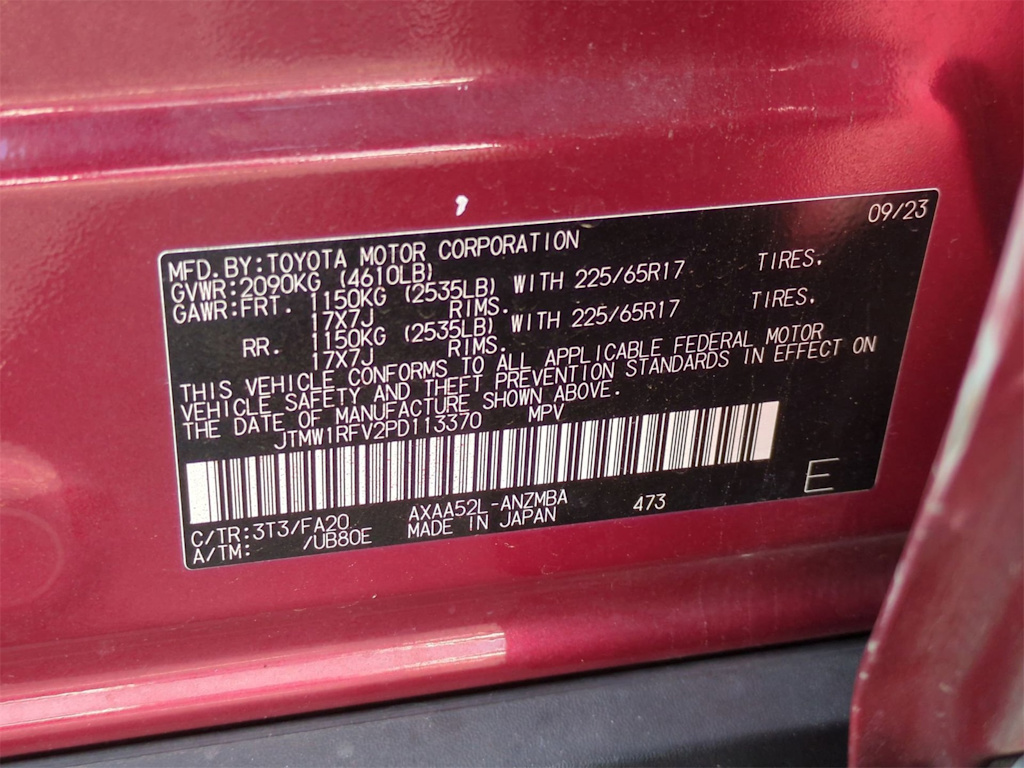 09/23
MFD.BY:TOYOTA MOTOR CORPORATION
GVWR:2090KG (4610LB)
GAWR:FRT. 1150KG (2535LB) WITH 225/65R17 TIRES.
17X7J RIMS.
RR. 1150KG (2535LB) WITH 225/65R17 TIRES.
17X7J RIMS.
THIS VEHICLE CONFORMS TO ALL APPLICABLE FEDERAL MOTOR
VEHICLE SAFETY AND THEFT PREVENTION STANDARDS IN EFFECT ON
THE DATE OF MANUFACTURE SHOWN ABOVE.
JTMW1RFV2PD113370 MPV
E
C/TR:3T3/FA20 AXAA52L-ANZMBA 473
A/TM: /UB80E MADE IN JAPAN